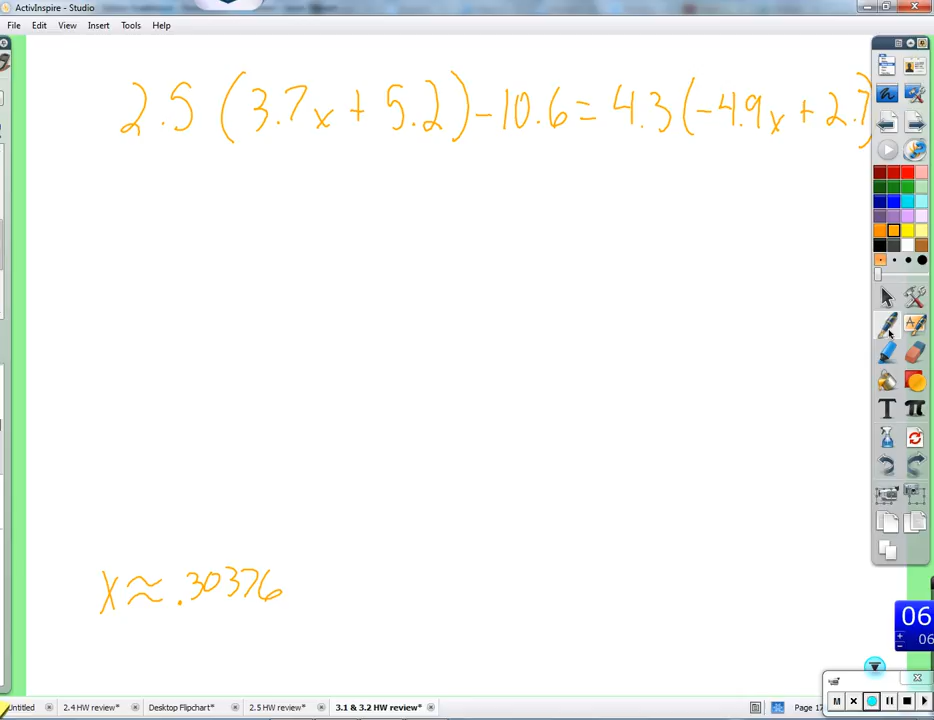 ActivInspire - Studio
File Edit View Insert Tools Help
2.5 (3.7x + 5.2) - 10.6 = 4.3(-4.9x + 2.7)
x ≈ .30376
06
06
Untitled 2.4 HW review* Desktop Flipchart* 2.5 HW review* 3.1 & 3.2 HW review*
M